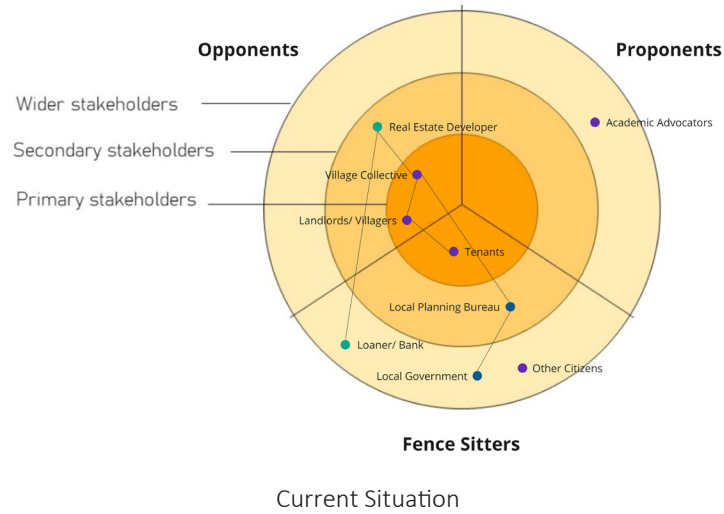 Opponents
Proponents
Wider stakeholders
Academic Advocators
Real Estate Developer
Secondary stakeholders
Village Collective
Primary stakeholders
Landlords/ Villagers
Tenants
Local Planning Bureau
Loaner/ Bank
Other Citizens
Local Government
Fence Sitters
Current Situation